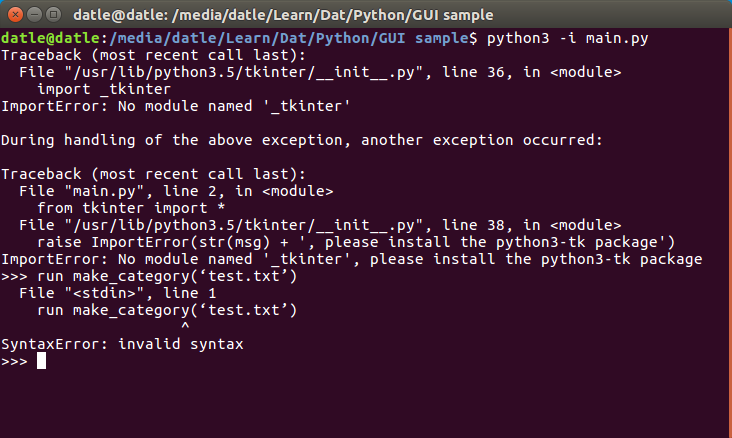 datle@datle: /media/datle/Learn/Dat/Python/GUI sample
datle@datle:/media/datle/Learn/Dat/Python/GUI sample$ python3 -i main.py
Traceback (most recent call last):
  File "/usr/lib/python3.5/tkinter/__init__.py", line 36, in <module>
    import _tkinter
ImportError: No module named '_tkinter'

During handling of the above exception, another exception occurred:

Traceback (most recent call last):
  File "main.py", line 2, in <module>
    from tkinter import *
  File "/usr/lib/python3.5/tkinter/__init__.py", line 38, in <module>
    raise ImportError(str(msg) + ', please install the python3-tk package')
ImportError: No module named '_tkinter', please install the python3-tk package
>>> run make_category(‘test.txt’)
  File "<stdin>", line 1
    run make_category(‘test.txt’)
                    ^
SyntaxError: invalid syntax
>>>